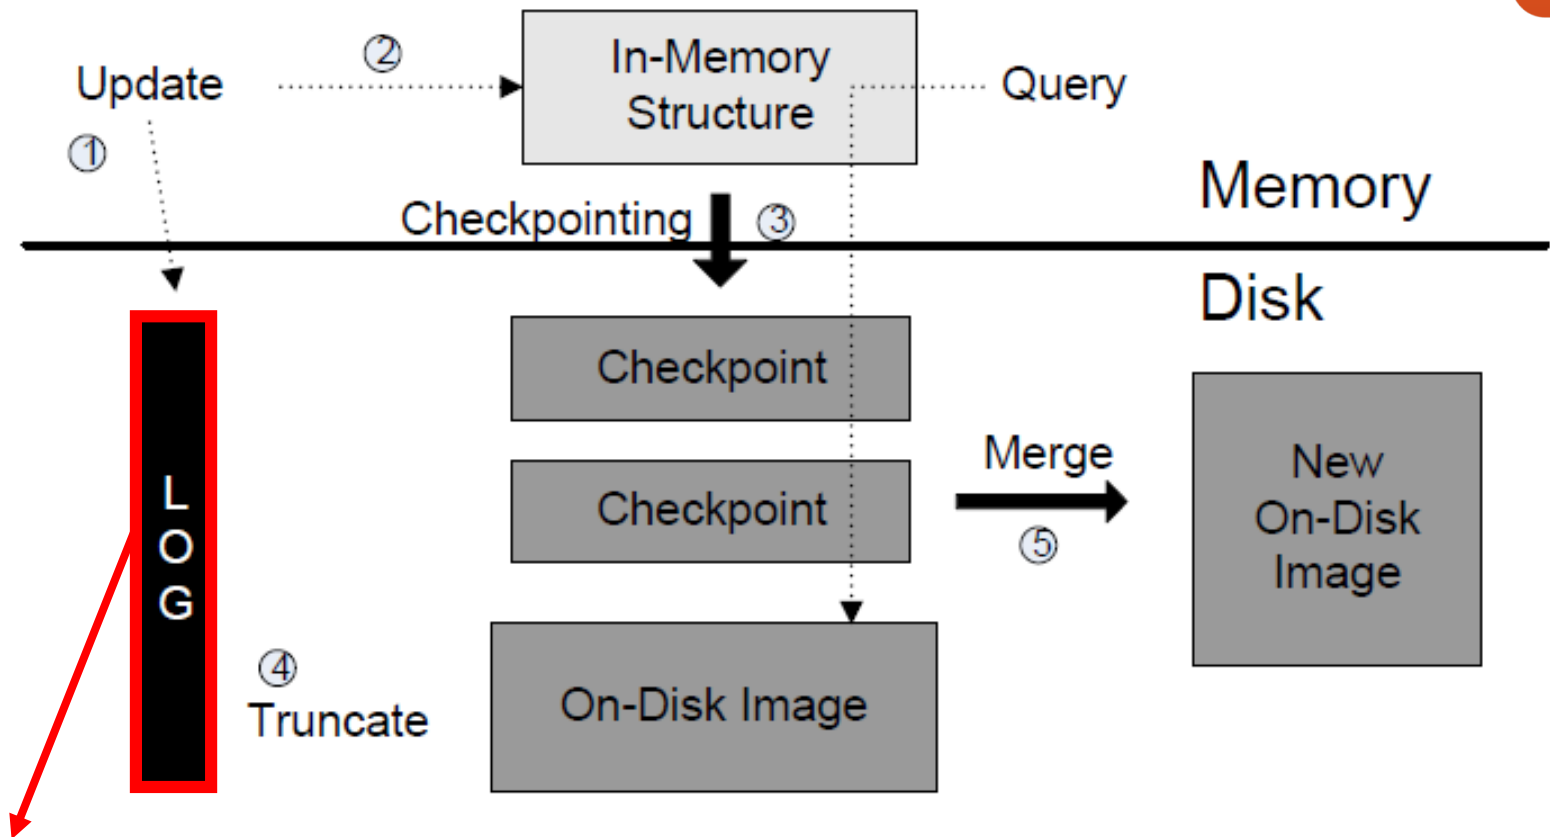 ②
In-Memory
Structure
Update
Query
①
Memory
Checkpointing
③
Disk
Checkpoint
Checkpoint
Merge
⑤
New
On-Disk
Image
L
O
G
④
Truncate
On-Disk Image